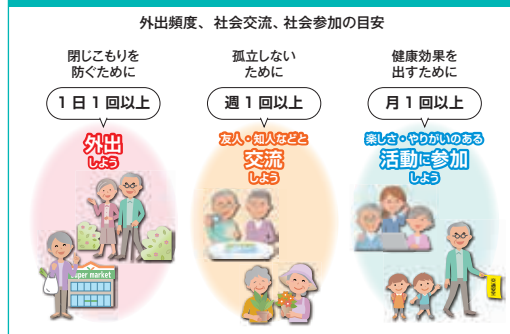 外出頻度、社会交流、社会参加の目安
閉じこもりを
防ぐために
1日1回以上
外出
しよう
孤立しない
ために
週1回以上
友人・知人などと
交流
しよう
健康効果を
出すために
月1回以上
楽しさ・やりがいのある
活動に参加
しよう
super market